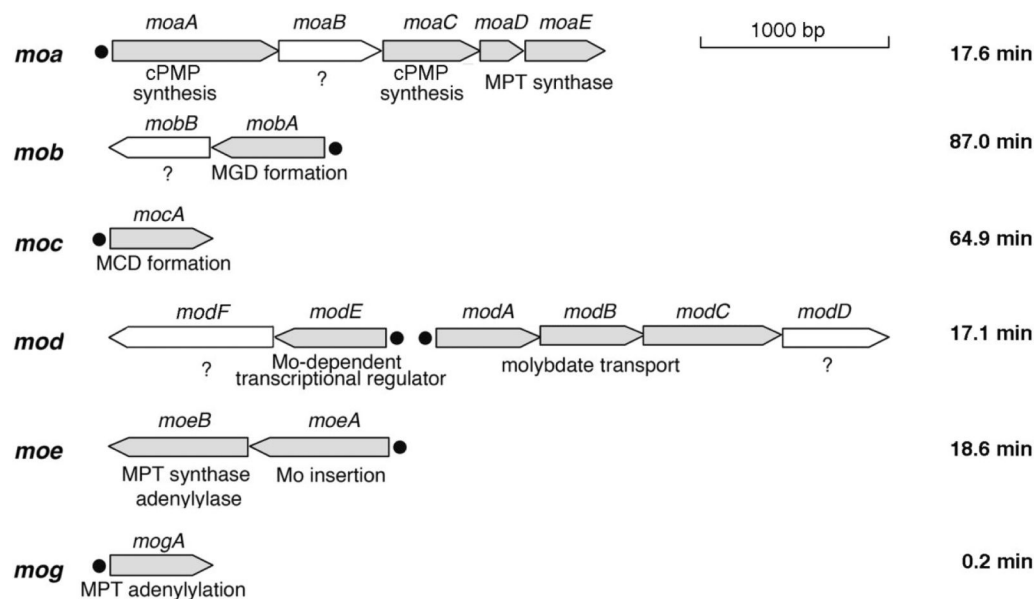 moaA moaB moaC moaD moaE
1000 bp
moa
17.6 min
cPMP synthesis
?
cPMP synthesis
MPT synthase
mobB mobA
mob
87.0 min
?
MGD formation
mocA
moc
64.9 min
MCD formation
modF modE modA modB modC modD
mod
17.1 min
?
Mo-dependent
transcriptional regulator
molybdate transport
?
moeB moeA
moe
18.6 min
MPT synthase
adenylylase
Mo insertion
mogA
mog
0.2 min
MPT adenylylation